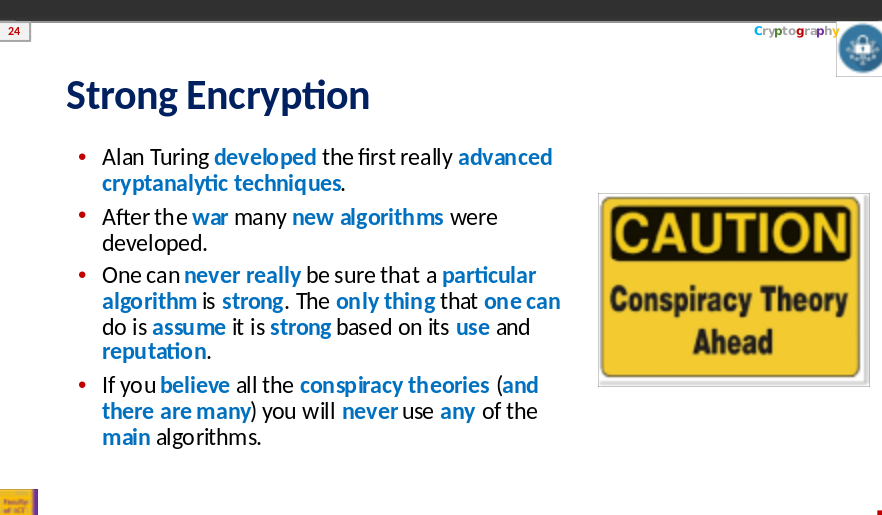 24
Cryptography
Strong Encryption
• Alan Turing developed the first really advanced
cryptanalytic techniques.
• After the war many new algorithms were
developed.
• One can never really be sure that a particular
algorithm is strong. The only thing that one can
do is assume it is strong based on its use and
reputation.
• If you believe all the conspiracy theories (and
there are many) you will never use any of the
main algorithms.
CAUTION
Conspiracy Theory
Ahead
Faculty
of ICT